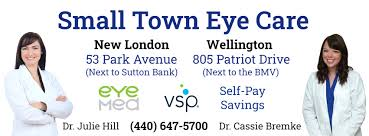 Small Town Eye Care
New London
53 Park Avenue
(Next to Sutton Bank)
Wellington
805 Patriot Drive
(Next to the BMV)
eye
med
vsp.
Self-Pay
Savings
Dr. Julie Hill
(440) 647-5700
Dr. Cassie Bremke